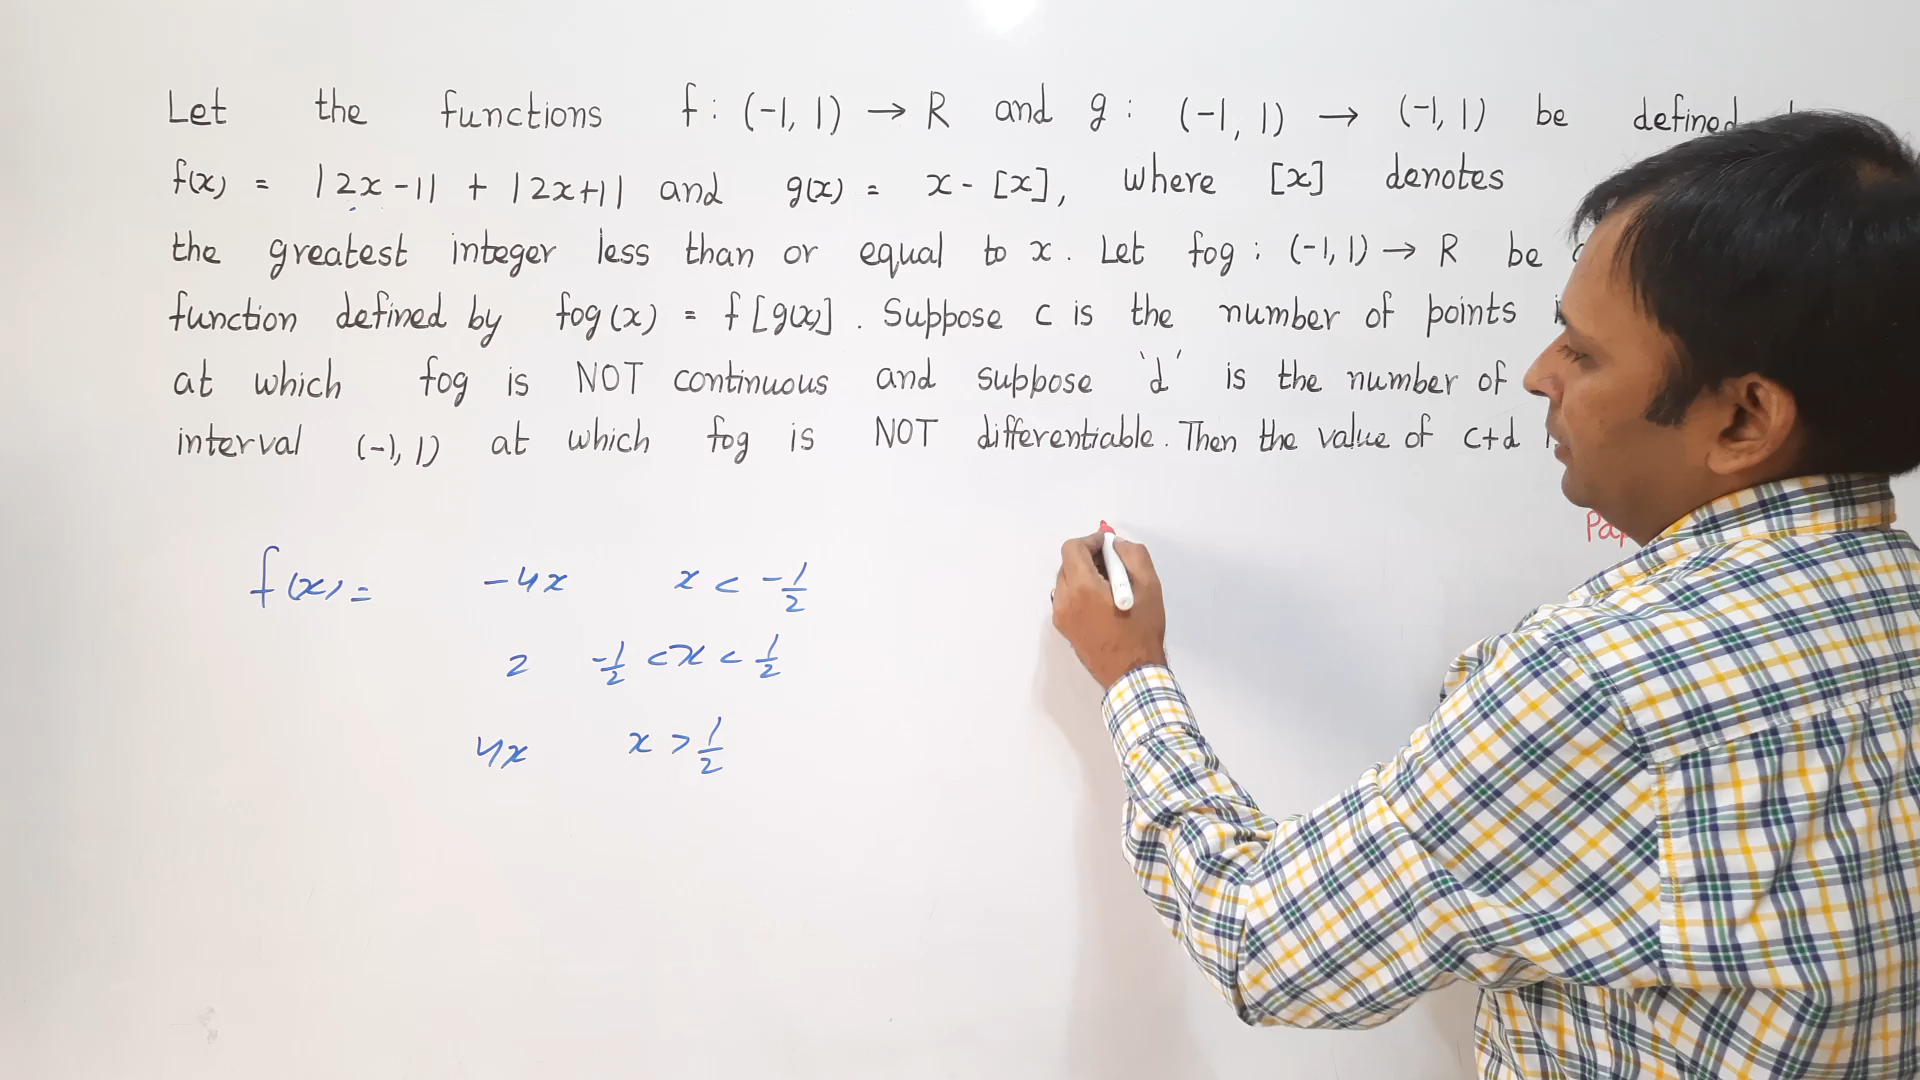 Let the functions f : (-1, 1) → R and g : (-1, 1) → (-1, 1) be defined
f(x) = |2x-1| + |2x+1| and g(x) = x - [x], where [x] denotes
the greatest integer less than or equal to x. Let fog : (-1, 1) → R be
function defined by fog(x) = f[g(x)]. Suppose c is the number of points
at which fog is NOT continuous and suppose 'd' is the number of
interval (-1, 1) at which fog is NOT differentiable. Then the value of c+d
f(x) = -4x x < -1/2
2 -1/2 < x < 1/2
4x x > 1/2